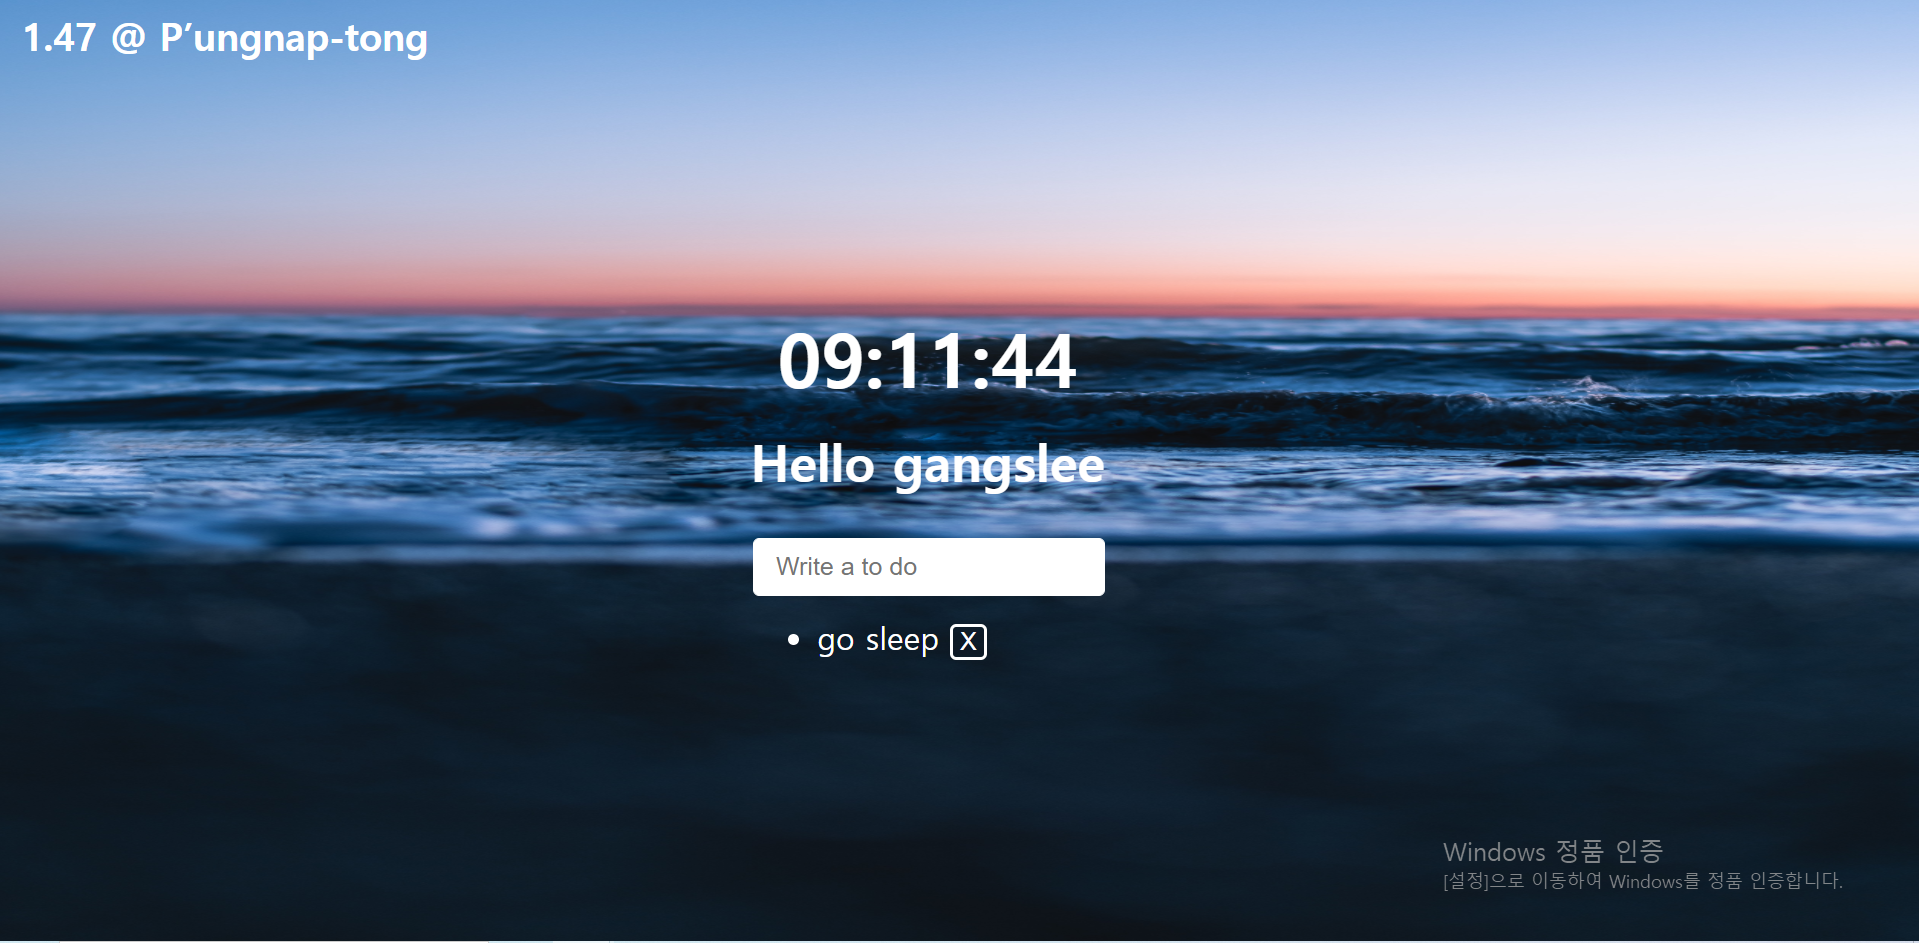 1.47 @ P′ungnap-tong
09:11:44
Hello gangslee
Write a to do
• go sleep X
Windows 정품 인증
[설정]으로 이동하여 Windows를 정품 인증합니다.